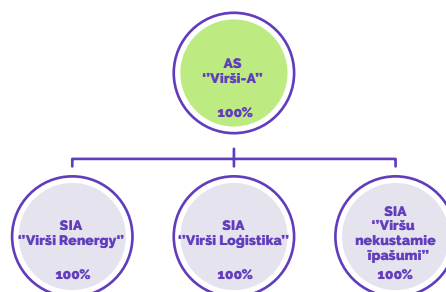 AS
‘’Virši-A’’
100%
SIA
‘’Virši Renergy‘’
100%
SIA
‘’Virši Loģistika’’
100%
SIA
‘’Viršu
nekustamie
īpašumi’’
100%